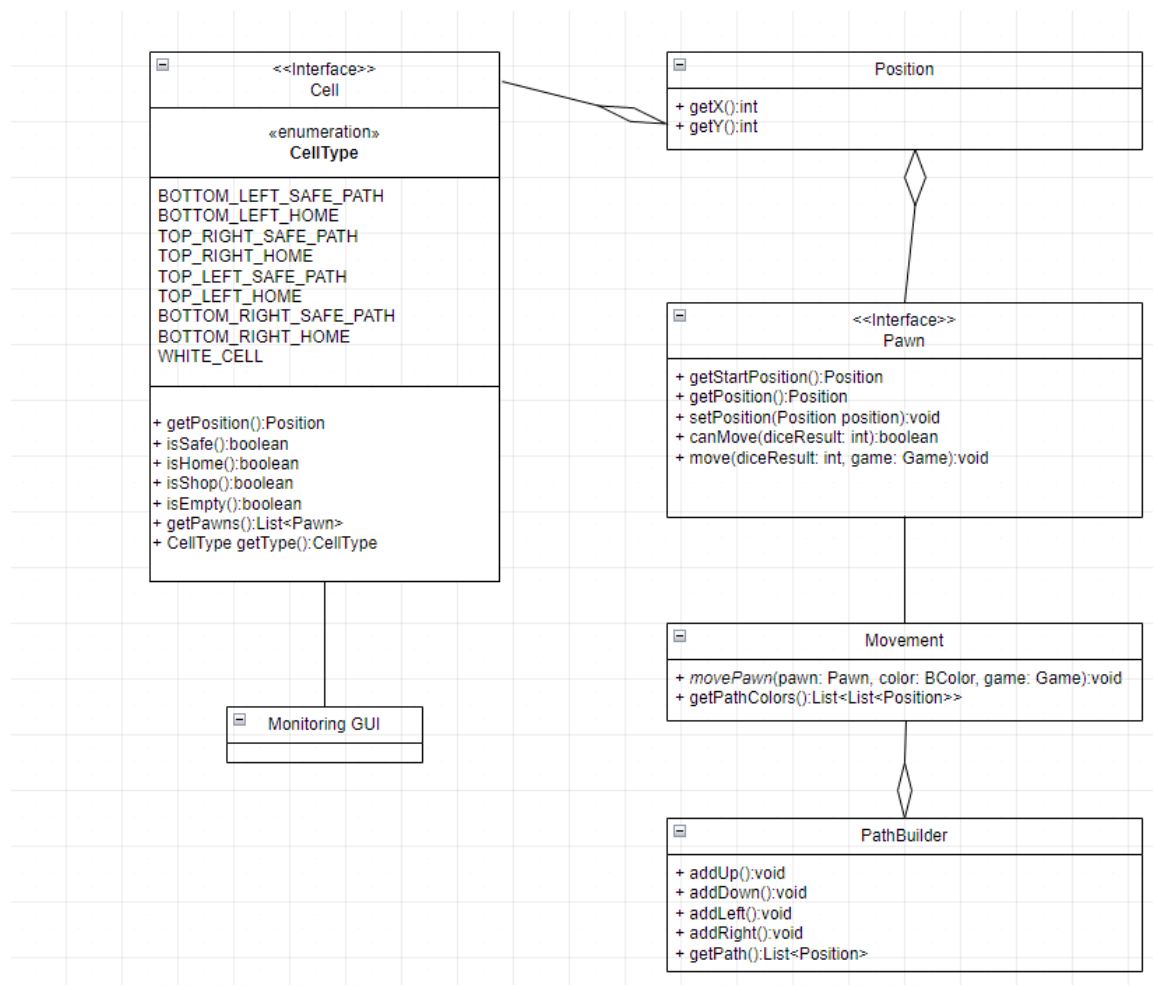 <<Interface>>
Cell
«enumeration»
CellType
BOTTOM_LEFT_SAFE_PATH
BOTTOM_LEFT_HOME
TOP_RIGHT_SAFE_PATH
TOP_RIGHT_HOME
TOP_LEFT_SAFE_PATH
TOP_LEFT_HOME
BOTTOM_RIGHT_SAFE_PATH
BOTTOM_RIGHT_HOME
WHITE_CELL
+ getPosition():Position
+ isSafe():boolean
+ isHome():boolean
+ isShop():boolean
+ isEmpty():boolean
+ getPawns():List<Pawn>
+ CellType getType():CellType
Monitoring GUI
Position
+ getX():int
+ getY():int
<<Interface>>
Pawn
+ getStartPosition():Position
+ getPosition():Position
+ setPosition(Position position):void
+ canMove(diceResult: int):boolean
+ move(diceResult: int, game: Game):void
Movement
+ movePawn(pawn: Pawn, color: BColor, game: Game):void
+ getPathColors():List<List<Position>>
PathBuilder
+ addUp():void
+ addDown():void
+ addLeft():void
+ addRight():void
+ getPath():List<Position>